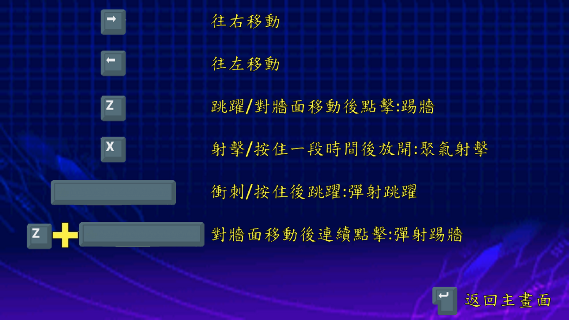 → 往右移動
← 往左移動
Z 跳躍/對牆面移動後點擊:踢牆
X 射擊/按住一段時間後放開:聚氣射擊
衝刺/按住後跳躍:彈射跳躍
Z + 對牆面移動後連續點擊:彈射踢牆
↵ 返回主畫面